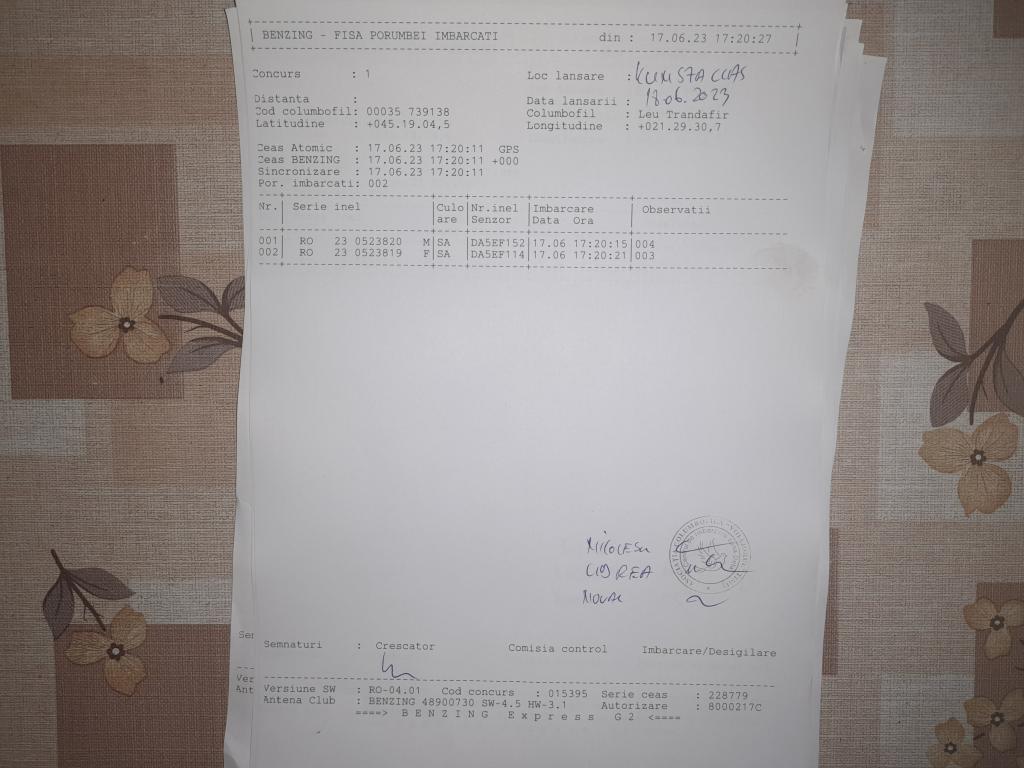 BENZING - FISA PORUMBEI IMBARCATI din : 17.06.23 17:20:27
Concurs : 1 Loc lansare :
Distanta : Data lansarii : 18.06.2023
Cod columbofil: 00035 739138 Columbofil : Leu Trandafir
Latitudine : +045.19.04,5 Longitudine : +021.29.30,7
Ceas Atomic : 17.06.23 17:20:11 GPS
Ceas BENZING : 17.06.23 17:20:11 +000
Sincronizare : 17.06.23 17:20:11
Por. imbarcati: 002
Nr.| Serie inel |Culo|Nr.inel|Imbarcare | Observatii
|are |Senzor |Data Ora |
001| RO 23 0523820 M|SA |DA5EF152|17.06 17:20:15|004
002| RO 23 0523819 F|SA |DA5EF114|17.06 17:20:21|003
Semnaturi : Crescator Comisia control Imbarcare/Desigilare
Versiune SW : RO-04.01 Cod concurs : 015395 Serie ceas : 228779
Antena Club : BENZING 48900730 SW-4.5 HW-3.1 Autorizare : 8000217C
====> B E N Z I N G E x p r e s s G 2 <====